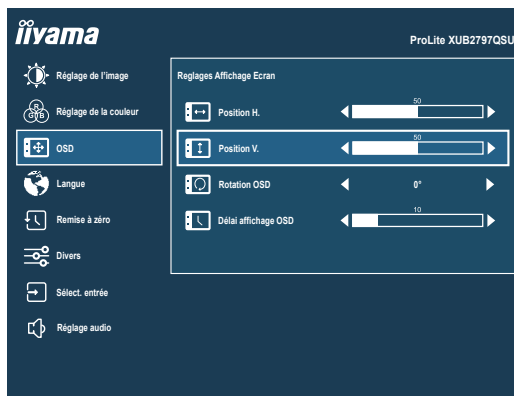 iiyama
ProLite XUB2797QSU
Réglage de l'image
Réglage de la couleur
R
G B
OSD
Langue
Remise à zéro
Divers
Sélect. entrée
Réglage audio
Reglages Affichage Ecran
Position H.
50
Position V.
50
Rotation OSD
0°
Délai affichage OSD
10